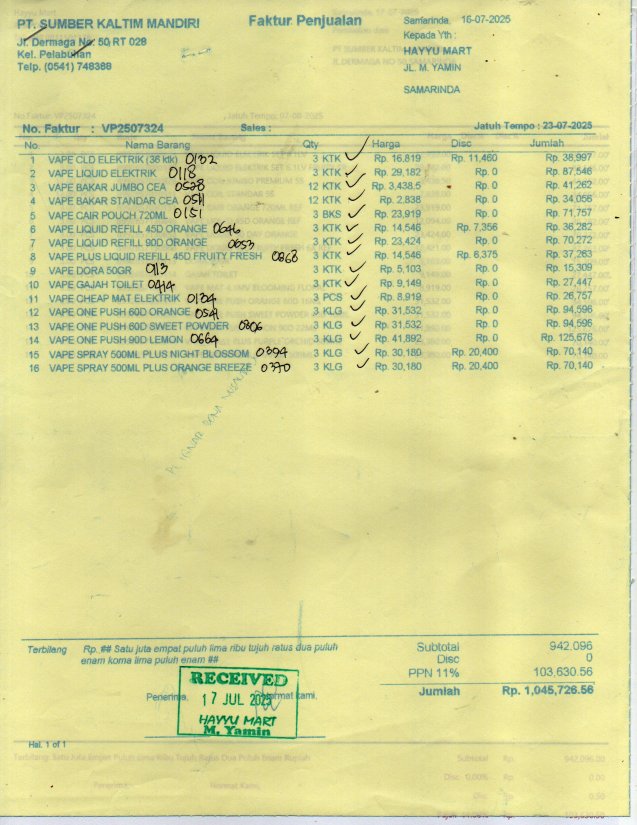 PT. SUMBER KALTIM MANDIRI
Jl. Dermaga No. 50 RT 028
Kel. Pelabuhan
Telp. (0541) 748388
Faktur Penjualan
Samarinda, 16-07-2025
Kepada Yth :
HAYYU MART
JL. M. YAMIN
SAMARINDA
No. Faktur : VP2507324 Sales : Jatuh Tempo : 23-07-2025
No. Nama Barang Qty Harga Disc Jumlah
1 VAPE CLD ELEKTRIK (36 ktk) 0132 3 KTK Rp. 16,819 Rp. 11,460 Rp. 38,997
2 VAPE LIQUID ELEKTRIK 0118 3 KTK Rp. 29,182 Rp. 0 Rp. 87,546
3 VAPE BAKAR JUMBO CEA 0528 12 KTK Rp. 3,438.5 Rp. 0 Rp. 41,262
4 VAPE BAKAR STANDAR CEA 0511 12 KTK Rp. 2,838 Rp. 0 Rp. 34,056
5 VAPE CAIR POUCH 720ML 0151 3 BKS Rp. 23,919 Rp. 0 Rp. 71,757
6 VAPE LIQUID REFILL 45D ORANGE 0646 3 KTK Rp. 14,546 Rp. 7,356 Rp. 36,282
7 VAPE LIQUID REFILL 90D ORANGE 0653 3 KTK Rp. 23,424 Rp. 0 Rp. 70,272
8 VAPE PLUS LIQUID REFILL 45D FRUITY FRESH 0868 3 KTK Rp. 14,546 Rp. 6,375 Rp. 37,263
9 VAPE DORA 50GR 0113 3 KTK Rp. 5,103 Rp. 0 Rp. 15,309
10 VAPE GAJAH TOILET 0414 3 KTK Rp. 9,149 Rp. 0 Rp. 27,447
11 VAPE CHEAP MAT ELEKTRIK 0134 3 PCS Rp. 8,919 Rp. 0 Rp. 26,757
12 VAPE ONE PUSH 60D ORANGE 0541 3 KLG Rp. 31,532 Rp. 0 Rp. 94,596
13 VAPE ONE PUSH 60D SWEET POWDER 0806 3 KLG Rp. 31,532 Rp. 0 Rp. 94,596
14 VAPE ONE PUSH 90D LEMON 0664 3 KLG Rp. 41,892 Rp. 0 Rp. 125,676
15 VAPE SPRAY 500ML PLUS NIGHT BLOSSOM 0394 3 KLG Rp. 30,180 Rp. 20,400 Rp. 70,140
16 VAPE SPRAY 500ML PLUS ORANGE BREEZE 0370 3 KLG Rp. 30,180 Rp. 20,400 Rp. 70,140
Terbilang Rp. ## Satu juta empat puluh lima ribu tujuh ratus dua puluh
enam koma lima puluh enam ##
Subtotal 942.096
Disc 0
PPN 11% 103,630.56
Jumlah Rp. 1,045,726.56
Penerima, Hormat kami,
RECEIVED
17 JUL 2025
HAYYU MART
M. Yamin
Hal. 1 of 1